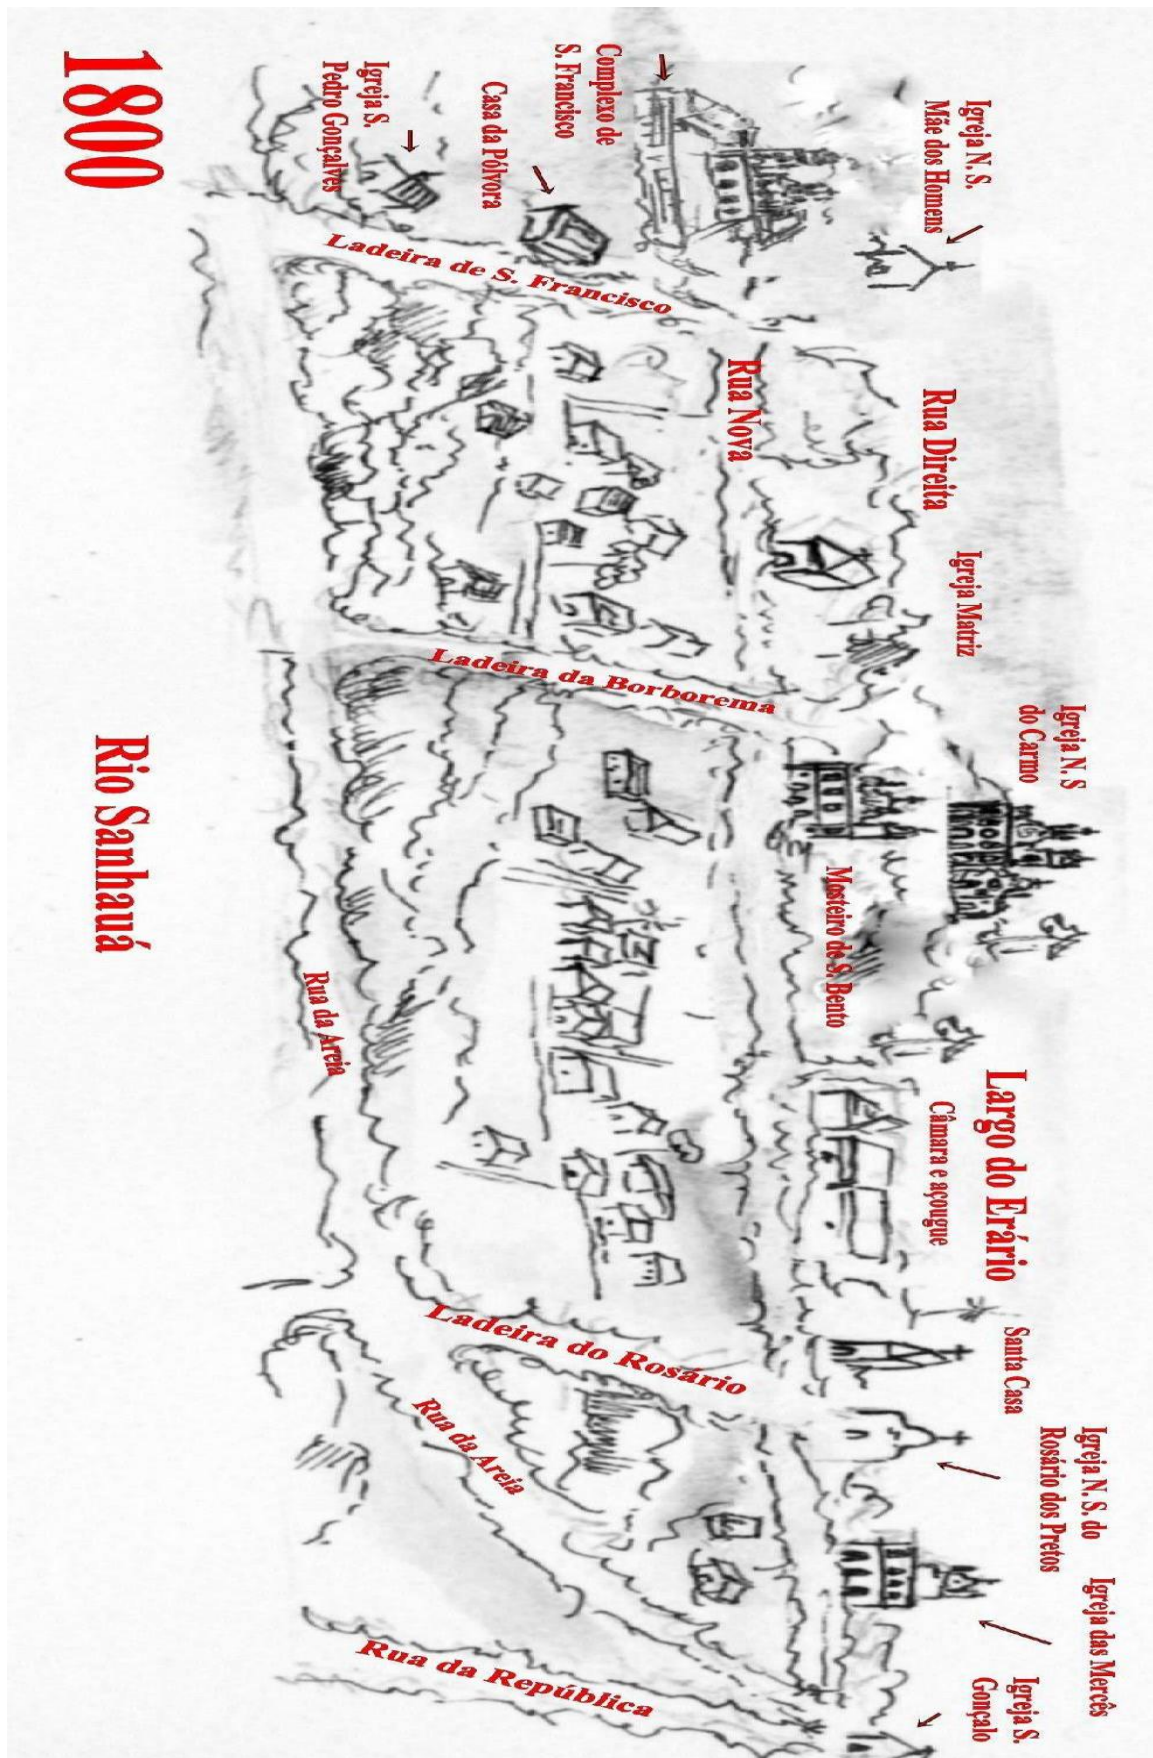 1800
Igreja S.
Pedro Gonçalves
Casa da Pólvora
Complexo de
S. Francisco
Igreja N. S.
Mãe dos Homens
Ladeira de S. Francisco
Rua Nova
Rua Direita
Igreja Matriz
Ladeira da Borborema
Igreja N. S
do Carmo
Mosteiro de S. Bento
Rio Sanhauá
Rua da Areia
Largo do Erário
Câmara e açougue
Santa Casa
Ladeira do Rosário
Rua da Areia
Igreja N. S. do
Rosário dos Pretos
Igreja das Mercês
Igreja S.
Gonçalo
Rua da República